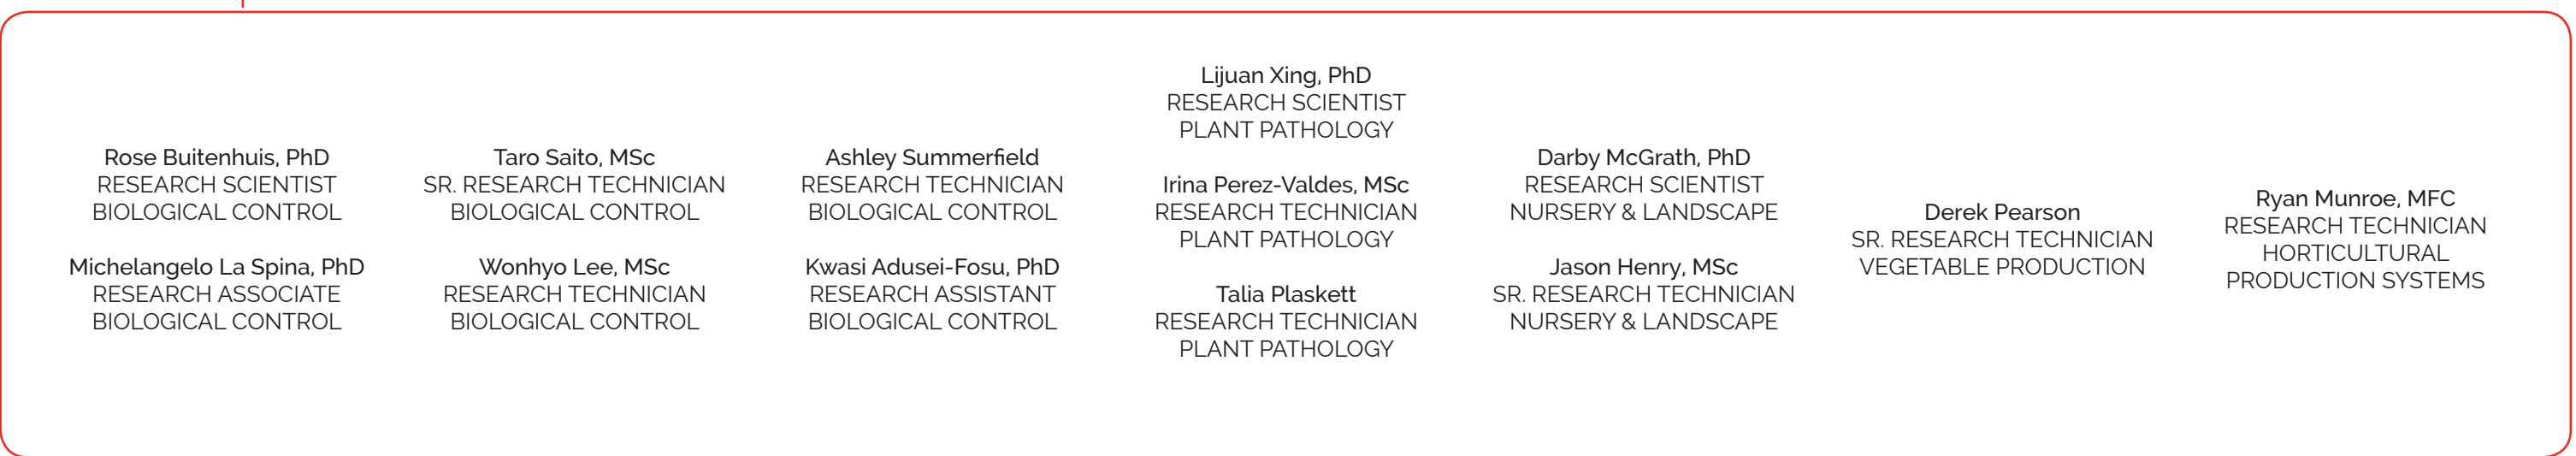 Rose Buitenhuis, PhD
RESEARCH SCIENTIST
BIOLOGICAL CONTROL
Michelangelo La Spina, PhD
RESEARCH ASSOCIATE
BIOLOGICAL CONTROL
Taro Saito, MSc
SR. RESEARCH TECHNICIAN
BIOLOGICAL CONTROL
Wonhyo Lee, MSc
RESEARCH TECHNICIAN
BIOLOGICAL CONTROL
Ashley Summerfield
RESEARCH TECHNICIAN
BIOLOGICAL CONTROL
Kwasi Adusei-Fosu, PhD
RESEARCH ASSISTANT
BIOLOGICAL CONTROL
Lijuan Xing, PhD
RESEARCH SCIENTIST
PLANT PATHOLOGY
Irina Perez-Valdes, MSc
RESEARCH TECHNICIAN
PLANT PATHOLOGY
Talia Plaskett
RESEARCH TECHNICIAN
PLANT PATHOLOGY
Darby McGrath, PhD
RESEARCH SCIENTIST
NURSERY & LANDSCAPE
Jason Henry, MSc
SR. RESEARCH TECHNICIAN
NURSERY & LANDSCAPE
Derek Pearson
SR. RESEARCH TECHNICIAN
VEGETABLE PRODUCTION
Ryan Munroe, MFC
RESEARCH TECHNICIAN
HORTICULTURAL
PRODUCTION SYSTEMS